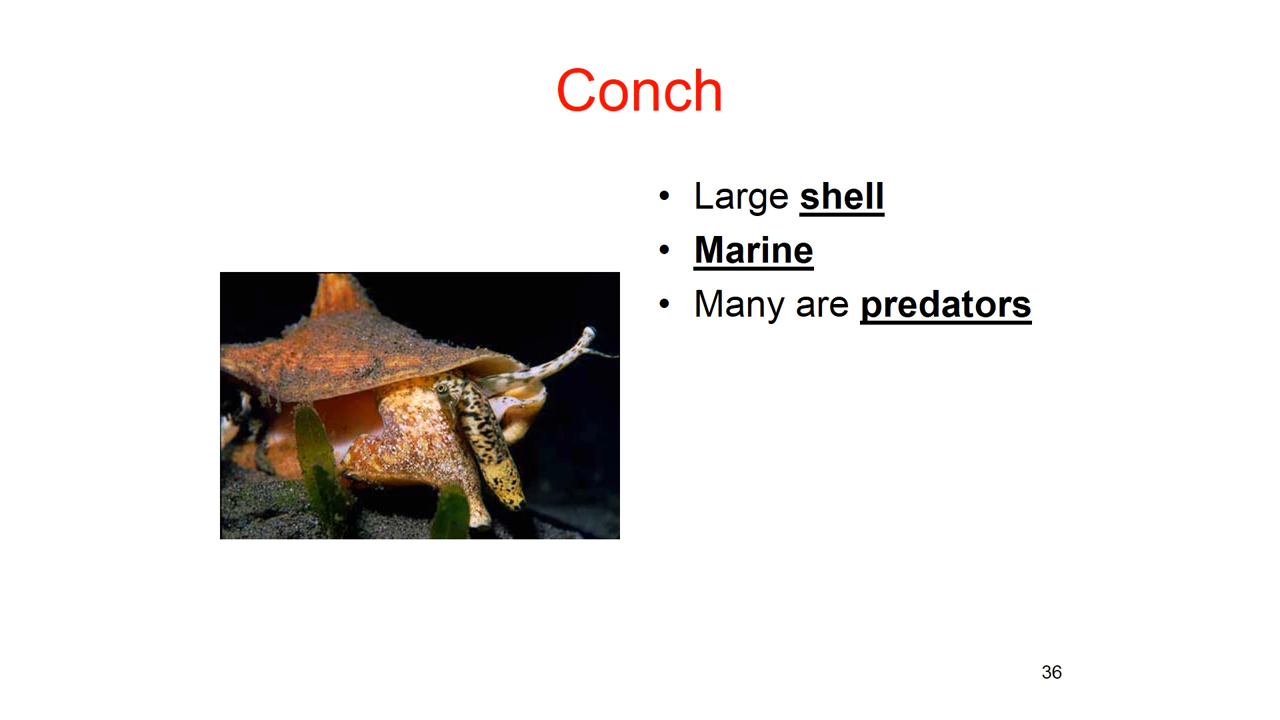 Conch
• Large shell
• Marine
• Many are predators
36